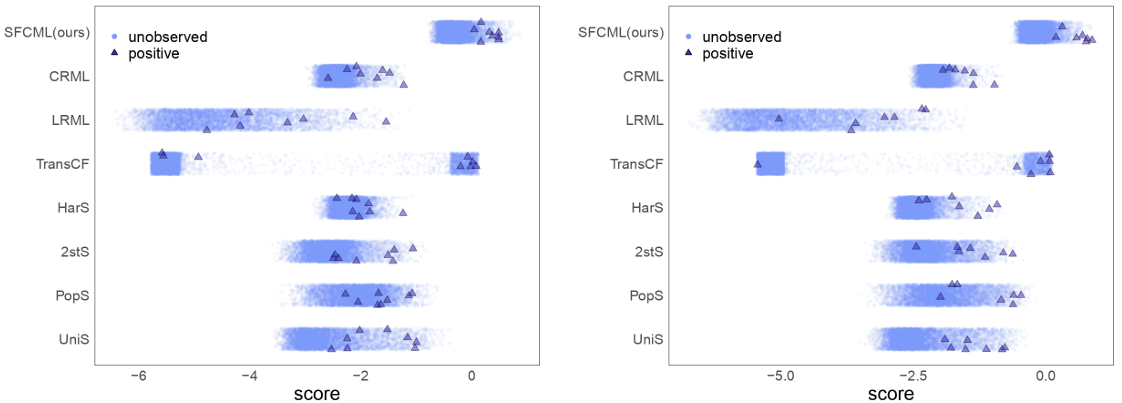 SFCML(ours)
CRML
LRML
TransCF
HarS
2stS
PopS
UniS
unobserved
positive
−6 −4 −2 0
score
SFCML(ours)
CRML
LRML
TransCF
HarS
2stS
PopS
UniS
unobserved
positive
−5.0 −2.5 0.0
score